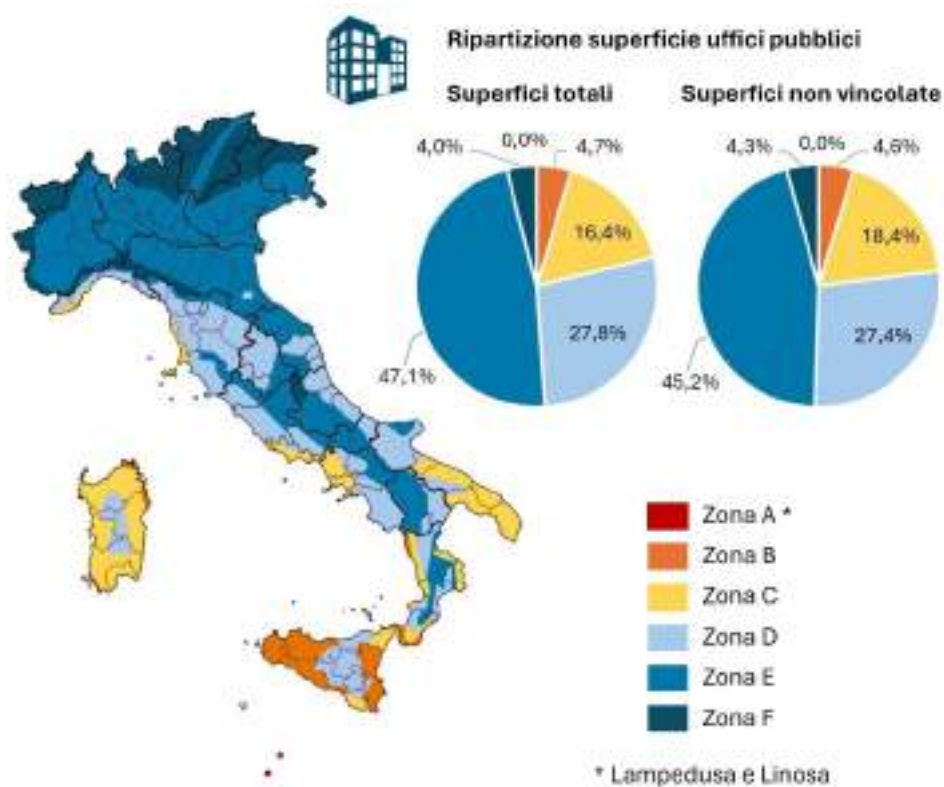 Ripartizione superficie uffici pubblici
Superfici totali
Superfici non vincolate
4,0%
0,0%
4,7%
16,4%
27,8%
47,1%
4,3%
0,0%
4,6%
18,4%
27,4%
45,2%
Zona A *
Zona B
Zona C
Zona D
Zona E
Zona F
* Lampedusa e Linosa